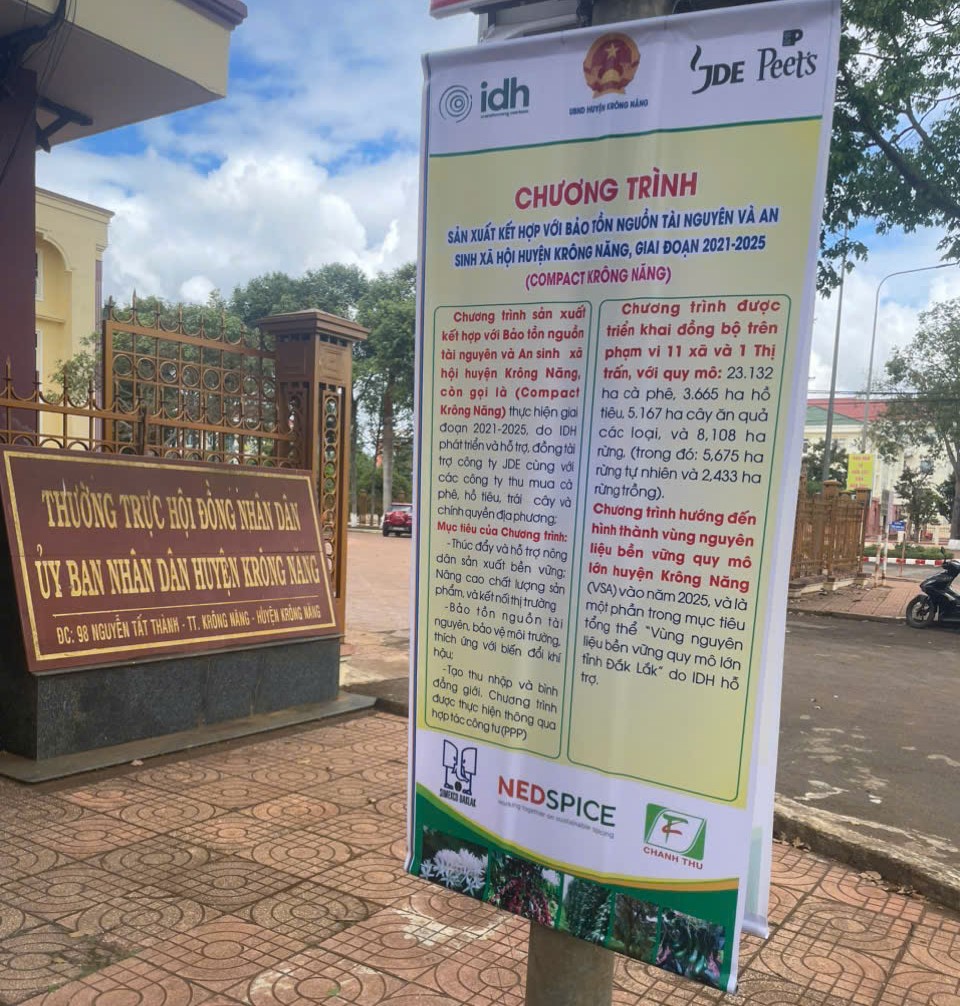 THƯỜNG TRỰC HỘI ĐỒNG NHÂN DÂN
ỦY BAN NHÂN DÂN HUYỆN KRÔNG NĂNG
ĐC: 98 NGUYỄN TẤT THÀNH - TT. KRÔNG NĂNG - HUYỆN KRÔNG NĂNG
idh
UBND HUYỆN KRÔNG NĂNG
JDE Peet's
CHƯƠNG TRÌNH
SẢN XUẤT KẾT HỢP VỚI BẢO TỒN NGUỒN TÀI NGUYÊN VÀ AN
SINH XÃ HỘI HUYỆN KRÔNG NĂNG, GIAI ĐOẠN 2021-2025
(COMPACT KRÔNG NĂNG)
Chương trình sản xuất
kết hợp với Bảo tồn nguồn
tài nguyên và An sinh xã
hội huyện Krông Năng,
còn gọi là (Compact
Krông Năng) thực hiện giai
đoạn 2021-2025, do IDH
phát triển và hỗ trợ, đồng tài
trợ công ty JDE cùng với
các công ty thu mua cà
phê, hồ tiêu, trái cây và
chính quyền địa phương;
Mục tiêu của Chương trình:
-Thúc đẩy và hỗ trợ nông
dân sản xuất bền vững;
Nâng cao chất lượng sản
phẩm, và kết nối thị trường
-Bảo tồn nguồn tài
nguyên, bảo vệ môi trường,
thích ứng với biến đổi khí
hậu;
-Tạo thu nhập và bình
đẳng giới. Chương trình
được thực hiện thông qua
hợp tác công tư (PPP)
Chương trình được
triển khai đồng bộ trên
phạm vi 11 xã và 1 Thị
trấn, với quy mô: 23.132
ha cà phê, 3.665 ha hồ
tiêu, 5.167 ha cây ăn quả
các loại, và 8,108 ha
rừng, (trong đó: 5,675 ha
rừng tự nhiên và 2,433 ha
rừng trồng).
Chương trình hướng đến
hình thành vùng nguyên
liệu bền vững quy mô
lớn huyện Krông Năng
(VSA) vào năm 2025, và là
một phần trong mục tiêu
tổng thể "Vùng nguyên
liệu bền vững quy mô lớn
tỉnh Đắk Lắk" do IDH hỗ
trợ.
SIMEXCO DAKLAK
NEDSPICE
working together on sustainable spicing
CHANH THU